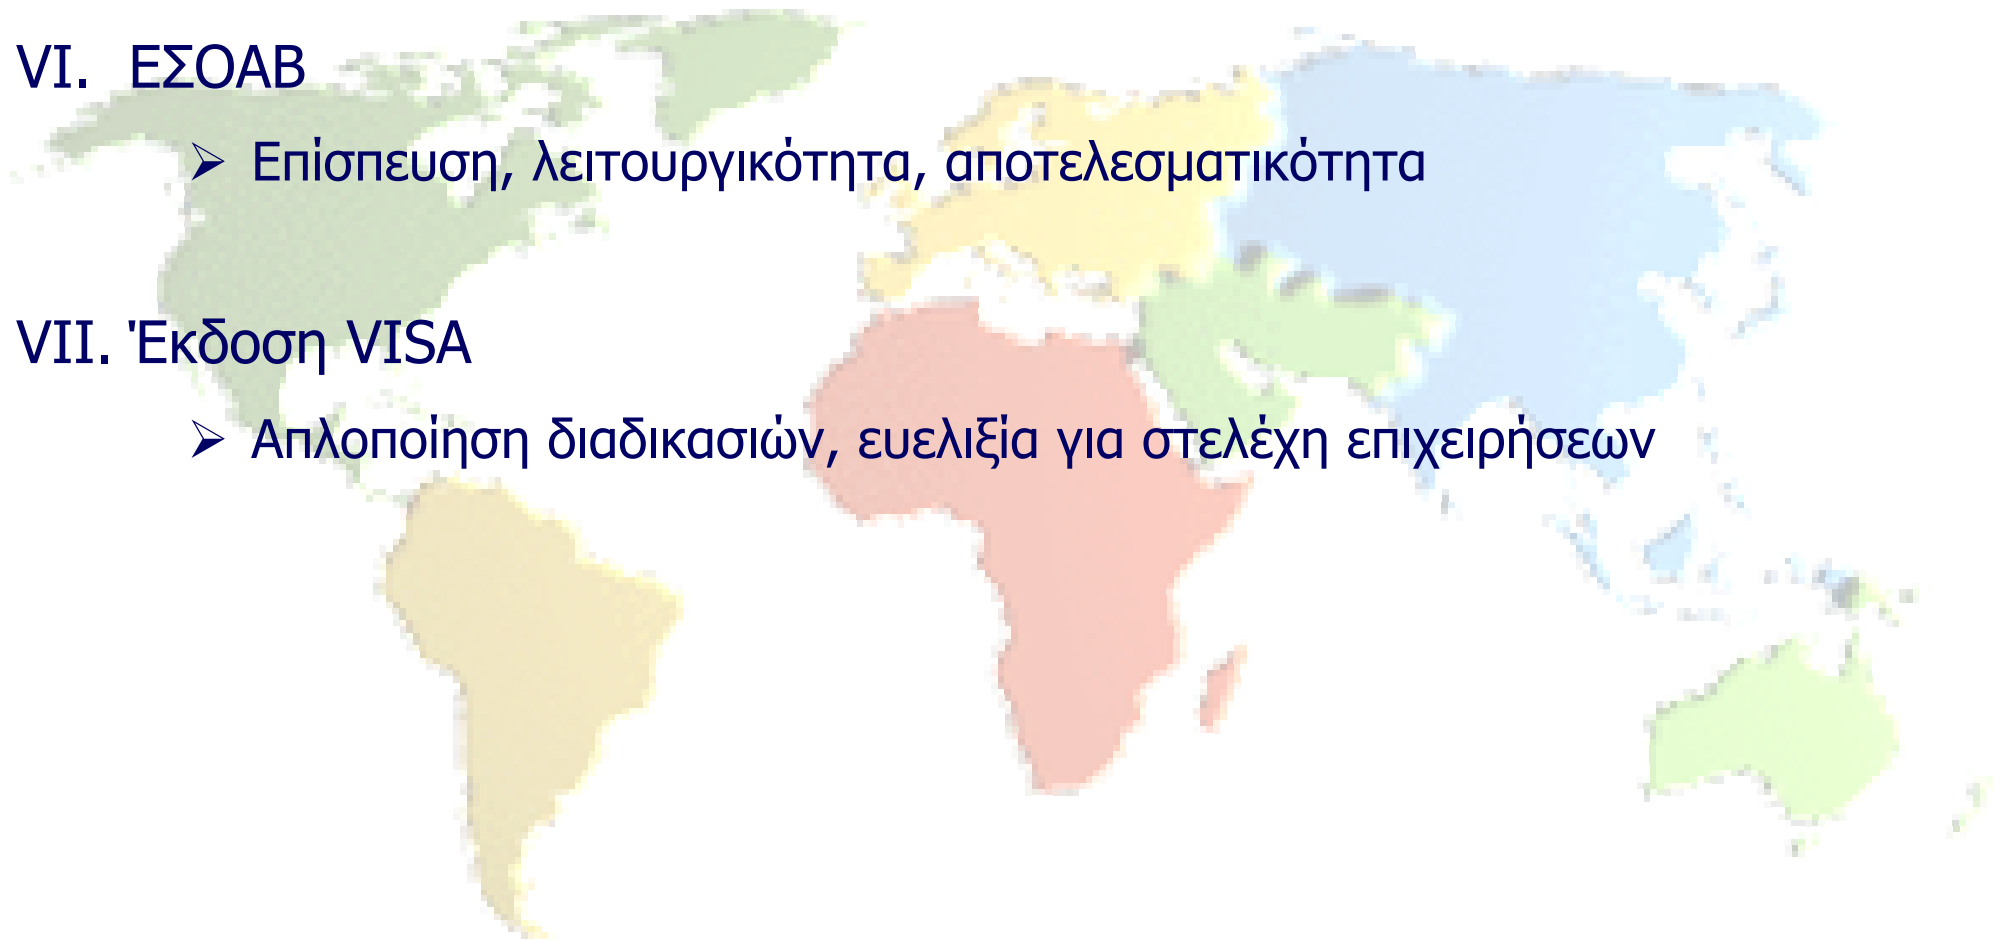 VI. ΕΣΟΑΒ
➢ Επίσπευση, λειτουργικότητα, αποτελεσματικότητα
VII. Έκδοση VISA
➢ Απλοποίηση διαδικασιών, ευελιξία για στελέχη επιχειρήσεων